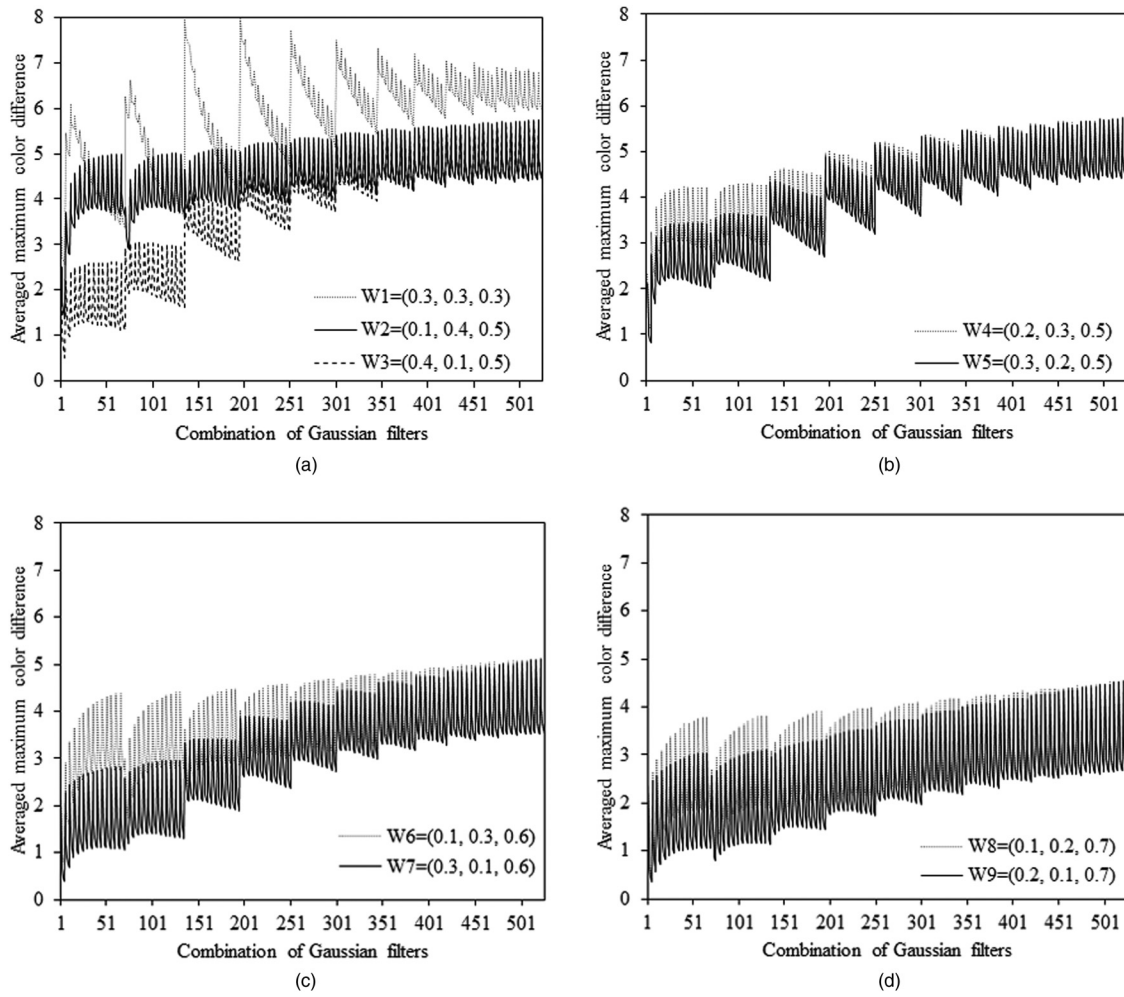 8
7
6
5
4
3
2
1
0
Averaged maximum color difference
W1=(0.3, 0.3, 0.3)
W2=(0.1, 0.4, 0.5)
W3=(0.4, 0.1, 0.5)
1 51 101 151 201 251 301 351 401 451 501
Combination of Gaussian filters
(a)
8
7
6
5
4
3
2
1
0
Averaged maximum color difference
W4=(0.2, 0.3, 0.5)
W5=(0.3, 0.2, 0.5)
1 51 101 151 201 251 301 351 401 451 501
Combination of Gaussian filters
(b)
8
7
6
5
4
3
2
1
0
Averaged maximum color difference
W6=(0.1, 0.3, 0.6)
W7=(0.3, 0.1, 0.6)
1 51 101 151 201 251 301 351 401 451 501
Combination of Gaussian filters
(c)
8
7
6
5
4
3
2
1
0
Averaged maximum color difference
W8=(0.1, 0.2, 0.7)
W9=(0.2, 0.1, 0.7)
1 51 101 151 201 251 301 351 401 451 501
Combination of Gaussian filters
(d)